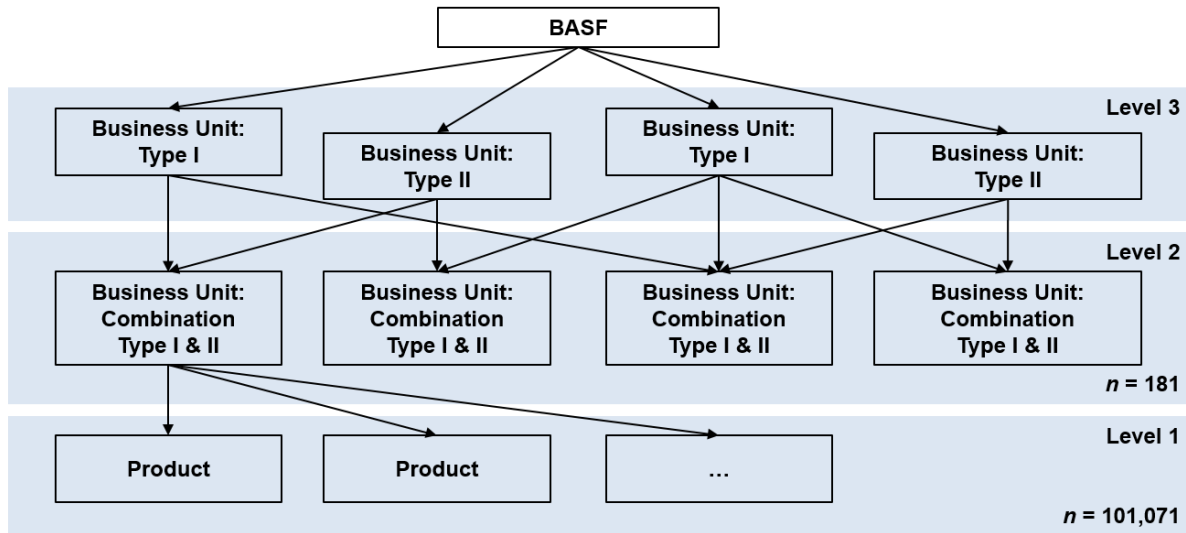 BASF
Level 3
Business Unit:
Type I
Business Unit:
Type II
Business Unit:
Type I
Business Unit:
Type II
Level 2
Business Unit:
Combination
Type I & II
Business Unit:
Combination
Type I & II
Business Unit:
Combination
Type I & II
Business Unit:
Combination
Type I & II
n = 181
Level 1
Product
Product
...
n = 101,071